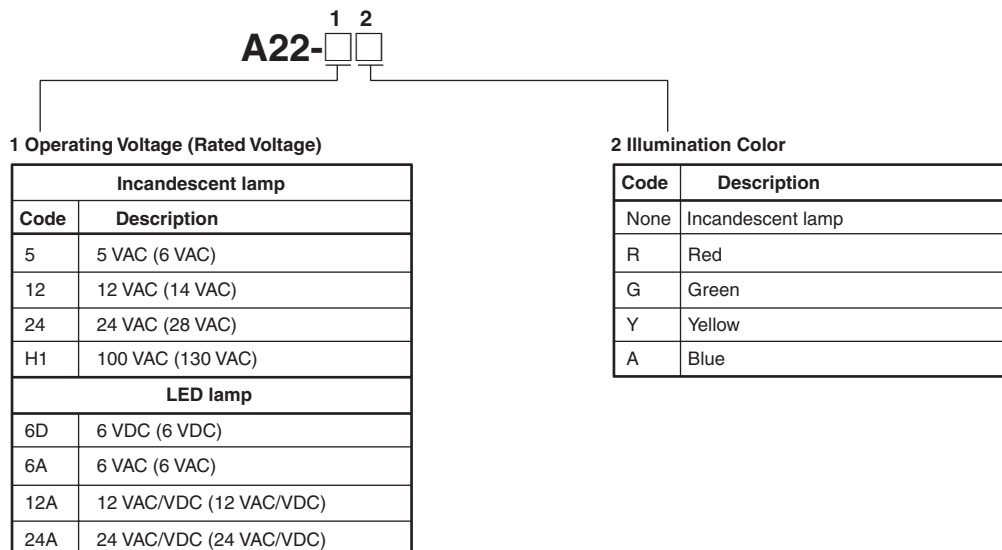 1 2
A22-
1 Operating Voltage (Rated Voltage)
Incandescent lamp
Code Description
5 5 VAC (6 VAC)
12 12 VAC (14 VAC)
24 24 VAC (28 VAC)
H1 100 VAC (130 VAC)
LED lamp
6D 6 VDC (6 VDC)
6A 6 VAC (6 VAC)
12A 12 VAC/VDC (12 VAC/VDC)
24A 24 VAC/VDC (24 VAC/VDC)
2 Illumination Color
Code Description
None Incandescent lamp
R Red
G Green
Y Yellow
A Blue